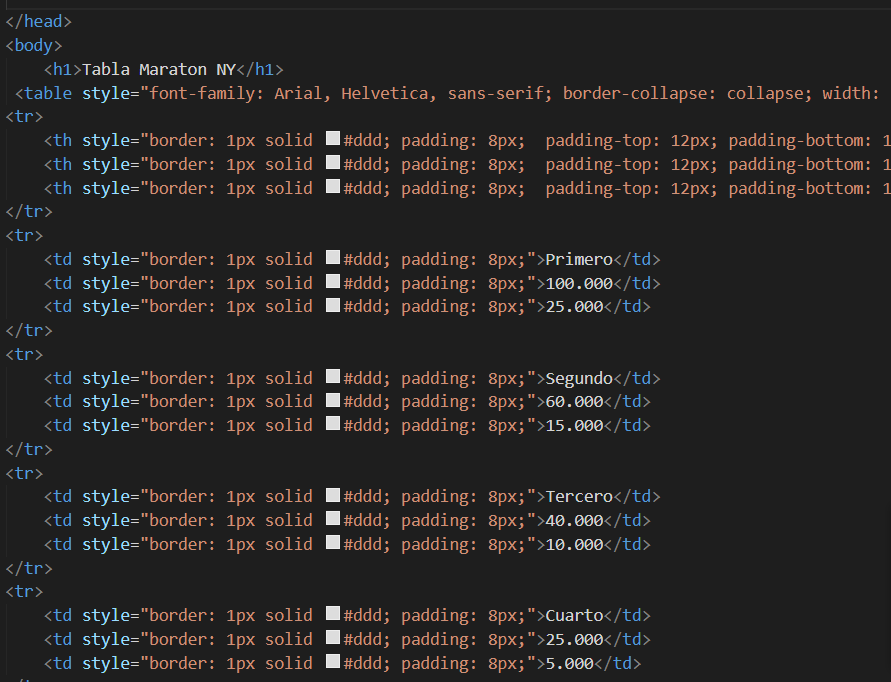 </head>
<body>
<h1>Tabla Maraton NY</h1>
<table style="font-family: Arial, Helvetica, sans-serif; border-collapse: collapse; width:
<tr>
<th style="border: 1px solid #ddd; padding: 8px;  padding-top: 12px; padding-bottom: 1
<th style="border: 1px solid #ddd; padding: 8px;  padding-top: 12px; padding-bottom: 1
<th style="border: 1px solid #ddd; padding: 8px;  padding-top: 12px; padding-bottom: 1
</tr>
<tr>
<td style="border: 1px solid #ddd; padding: 8px;">Primero</td>
<td style="border: 1px solid #ddd; padding: 8px;">100.000</td>
<td style="border: 1px solid #ddd; padding: 8px;">25.000</td>
</tr>
<tr>
<td style="border: 1px solid #ddd; padding: 8px;">Segundo</td>
<td style="border: 1px solid #ddd; padding: 8px;">60.000</td>
<td style="border: 1px solid #ddd; padding: 8px;">15.000</td>
</tr>
<tr>
<td style="border: 1px solid #ddd; padding: 8px;">Tercero</td>
<td style="border: 1px solid #ddd; padding: 8px;">40.000</td>
<td style="border: 1px solid #ddd; padding: 8px;">10.000</td>
</tr>
<tr>
<td style="border: 1px solid #ddd; padding: 8px;">Cuarto</td>
<td style="border: 1px solid #ddd; padding: 8px;">25.000</td>
<td style="border: 1px solid #ddd; padding: 8px;">5.000</td>